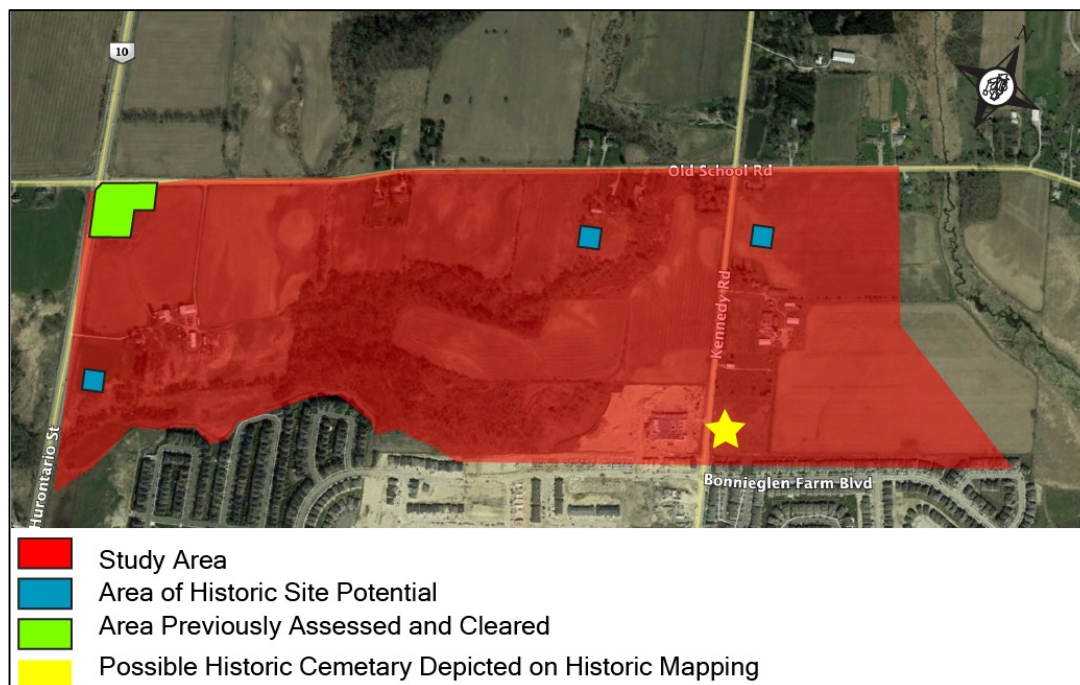 10
N
Old School Rd
Kennedy Rd
Hurontario St
Bonnieglen Farm Blvd
Study Area
Area of Historic Site Potential
Area Previously Assessed and Cleared
Possible Historic Cemetary Depicted on Historic Mapping